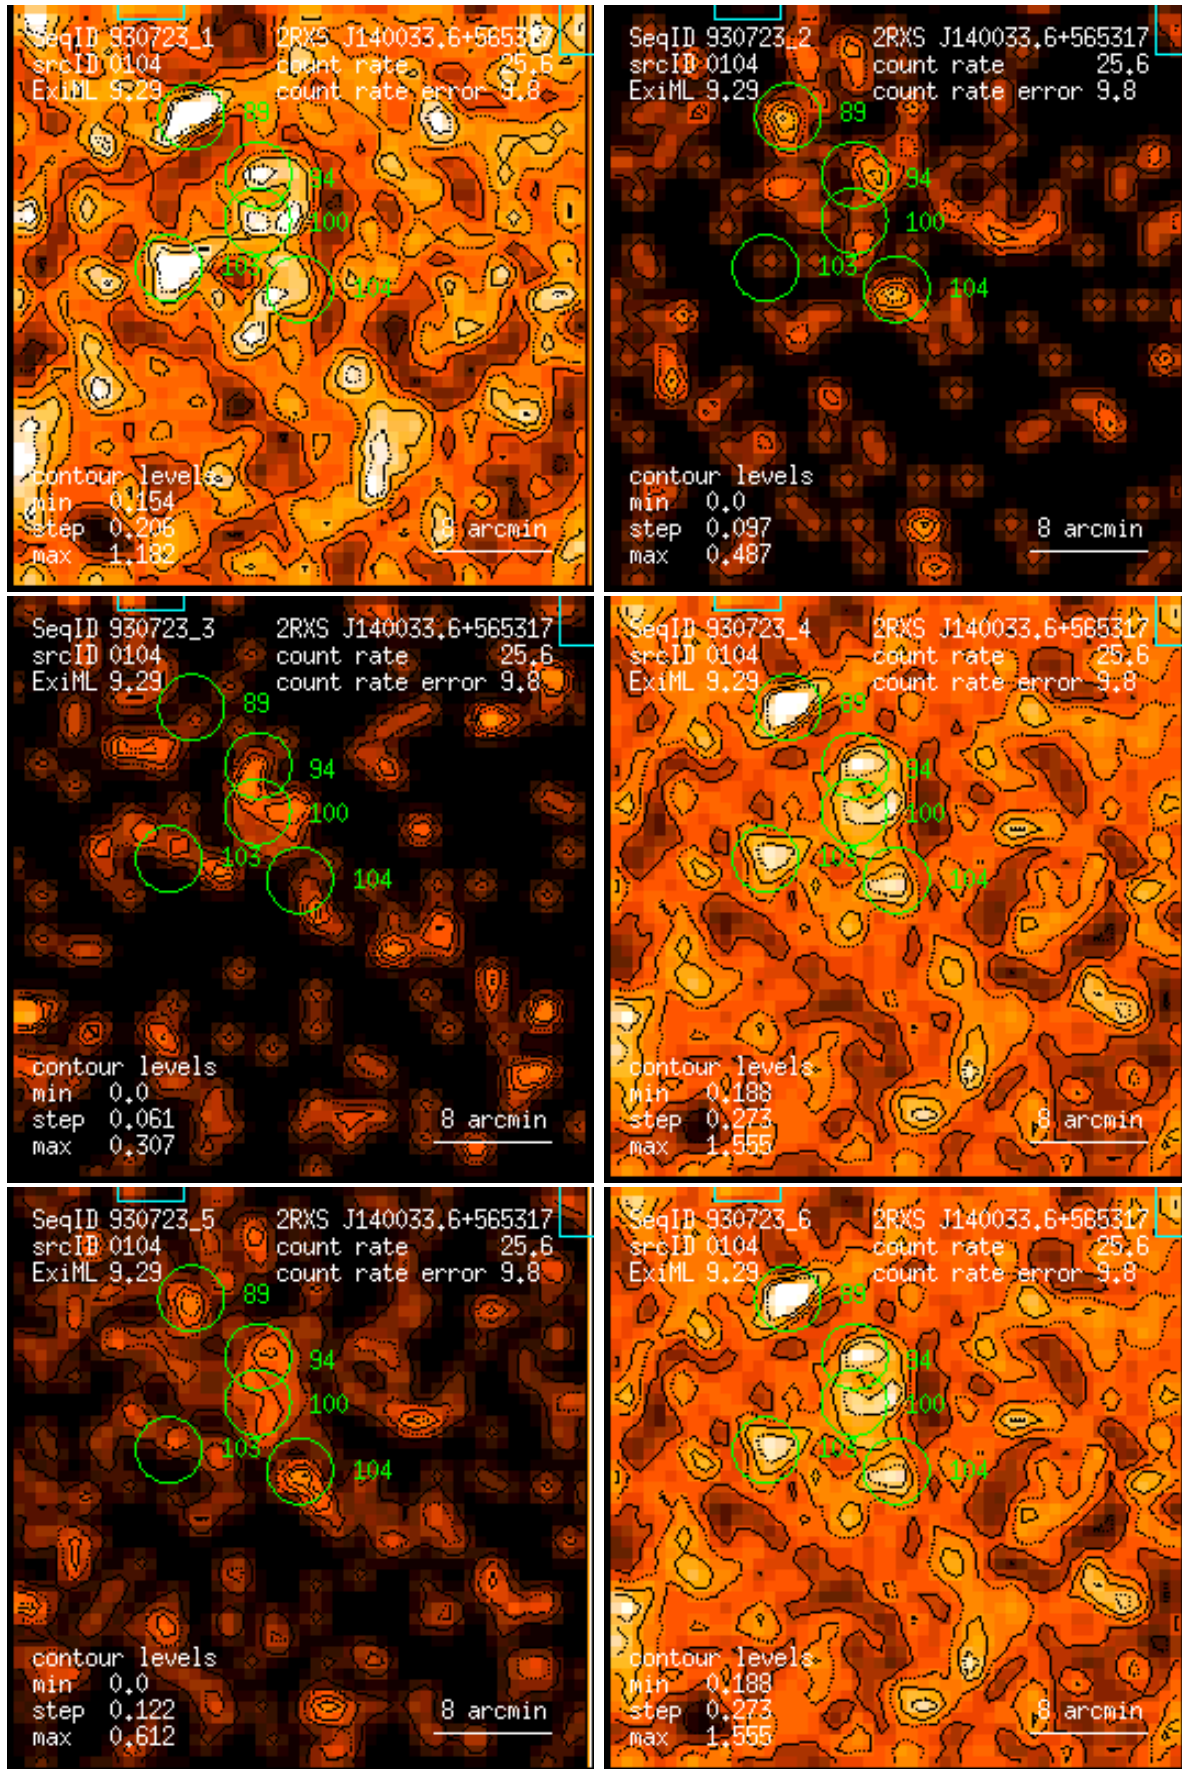 SeqID 930723_1 2RXS J140033.6+565317
srcID 0104 count rate 25.6
ExiML 9.29 count rate error 9.8
89
94
100
103
104
contour levels
min 0.154
step 0.206
max 1.182
8 arcmin
SeqID 930723_2 2RXS J140033.6+565317
srcID 0104 count rate 25.6
ExiML 9.29 count rate error 9.8
89
94
100
103
104
contour levels
min 0.0
step 0.097
max 0.487
8 arcmin
SeqID 930723_3 2RXS J140033.6+565317
srcID 0104 count rate 25.6
ExiML 9.29 count rate error 9.8
89
94
100
103
104
contour levels
min 0.0
step 0.061
max 0.307
8 arcmin
SeqID 930723_4 2RXS J140033.6+565317
srcID 0104 count rate 25.6
ExiML 9.29 count rate error 9.8
89
94
100
103
104
contour levels
min 0.188
step 0.273
max 1.555
8 arcmin
SeqID 930723_5 2RXS J140033.6+565317
srcID 0104 count rate 25.6
ExiML 9.29 count rate error 9.8
89
94
100
103
104
contour levels
min 0.0
step 0.122
max 0.612
8 arcmin
SeqID 930723_6 2RXS J140033.6+565317
srcID 0104 count rate 25.6
ExiML 9.29 count rate error 9.8
89
94
100
103
104
contour levels
min 0.188
step 0.273
max 1.555
8 arcmin